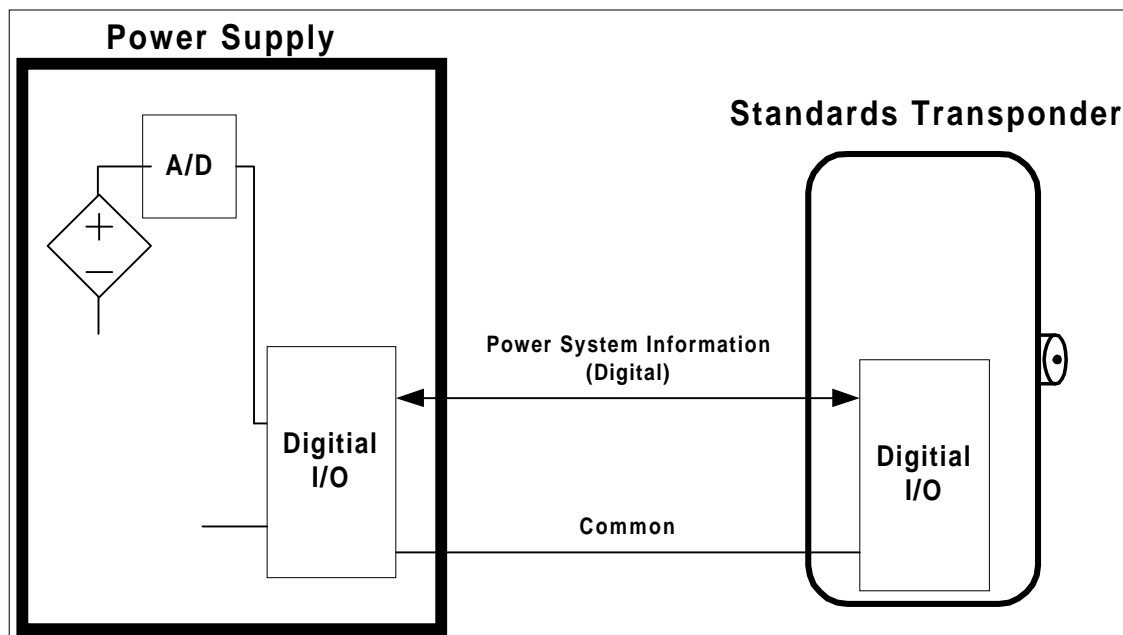 Power Supply
Standards Transponder
A/D
+
−
Power System Information
(Digital)
Digitial
I/O
Digitial
I/O
Common